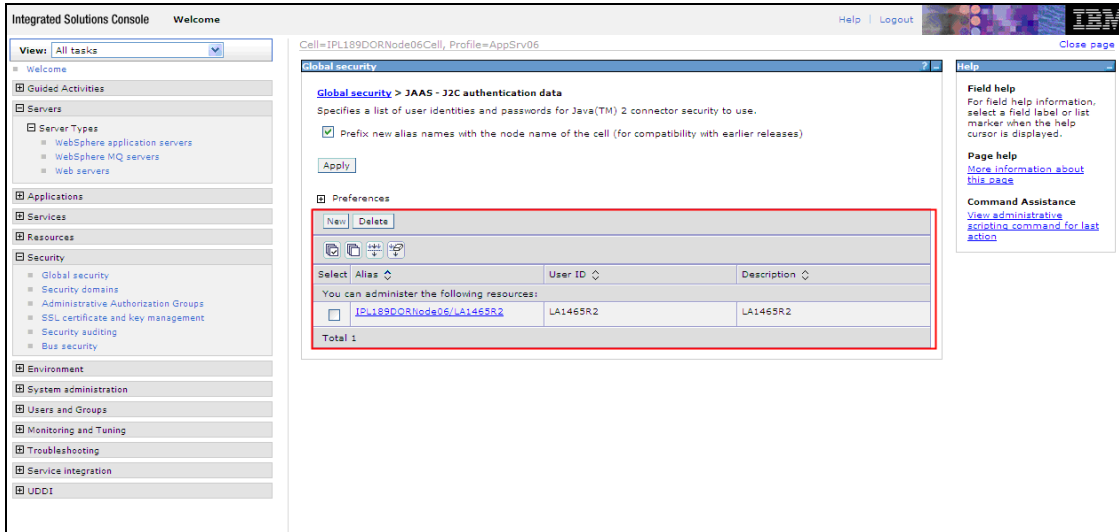 Integrated Solutions Console Welcome Help | Logout IBM
View: All tasks
Welcome
Guided Activities
Servers
Server Types
WebSphere application servers
WebSphere MQ servers
Web servers
Applications
Services
Resources
Security
Global security
Security domains
Administrative Authorization Groups
SSL certificate and key management
Security auditing
Bus security
Environment
System administration
Users and Groups
Monitoring and Tuning
Troubleshooting
Service integration
UDDI
Cell=IPL189DORNode06Cell, Profile=AppSrv06 Close page
Global security ? -
Global security > JAAS - J2C authentication data
Specifies a list of user identities and passwords for Java(TM) 2 connector security to use.
Prefix new alias names with the node name of the cell (for compatibility with earlier releases)
Apply
Preferences
New Delete
Select Alias User ID Description
You can administer the following resources:
IPL189DORNode06/LA1465R2 LA1465R2 LA1465R2
Total 1
Help -
Field help
For field help information,
select a field label or list
marker when the help
cursor is displayed.
Page help
More information about
this page
Command Assistance
View administrative
scripting command for last
action